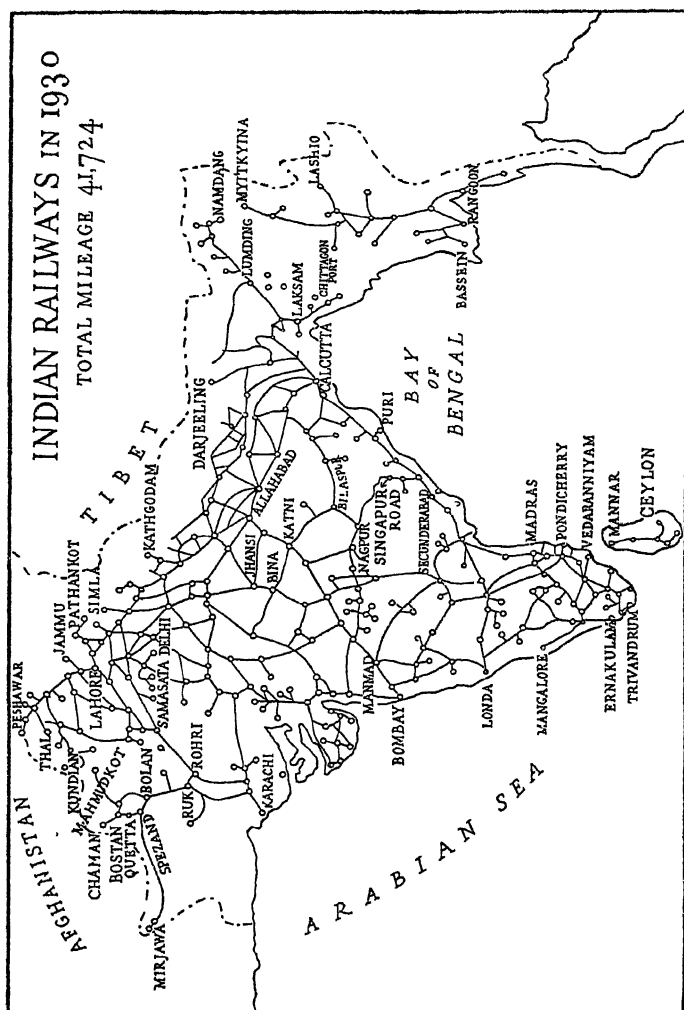 INDIAN RAILWAYS IN 1930
TOTAL MILEAGE 41,724
AFGHANISTAN
TIBET
PESHAWAR
JAMMU
PATHANKOT
SIMLA
THAL
LAHORE
KUNDIAN
MAHMUDKOT
CHAMAN
BOSTAN
QUETTA
BOLAN
SPEZAND
MIRJAWA
SAMASATA
DELHI
RUK
ROHRI
KARACHI
KATHGODAM
DARJEELING
LUMDING
NAMDANG
MYITKYINA
LASHIO
LAKSAM
CHITTAGON
PORT
CALCUTTA
ALLAHABAD
JHANSI
BINA
KATNI
BILASPUR
NAGPUR
SINGAPUR
ROAD
SECUNDERABAD
PURI
BAY
OF
BENGAL
BASSEIN
RANGOON
MANMAD
BOMBAY
LONDA
MANGALORE
MADRAS
PONDICHERRY
VEDARANNIYAM
MANNAR
CEYLON
ERNAKULAM
TRIVANDRUM
ARABIAN SEA